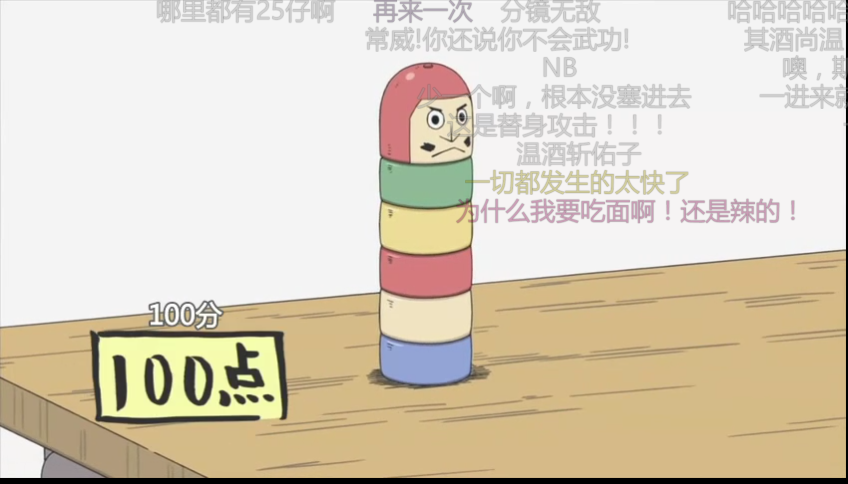 哪里都有25仔啊 再来一次 分镜无敌 哈哈哈哈哈
常威!你还说你不会武功! 其酒尚温
NB 噢，斯
少一个啊，根本没塞进去 一进来就
这是替身攻击！！！
温酒斩佑子
一切都发生的太快了
为什么我要吃面啊！还是辣的！
100分
100点